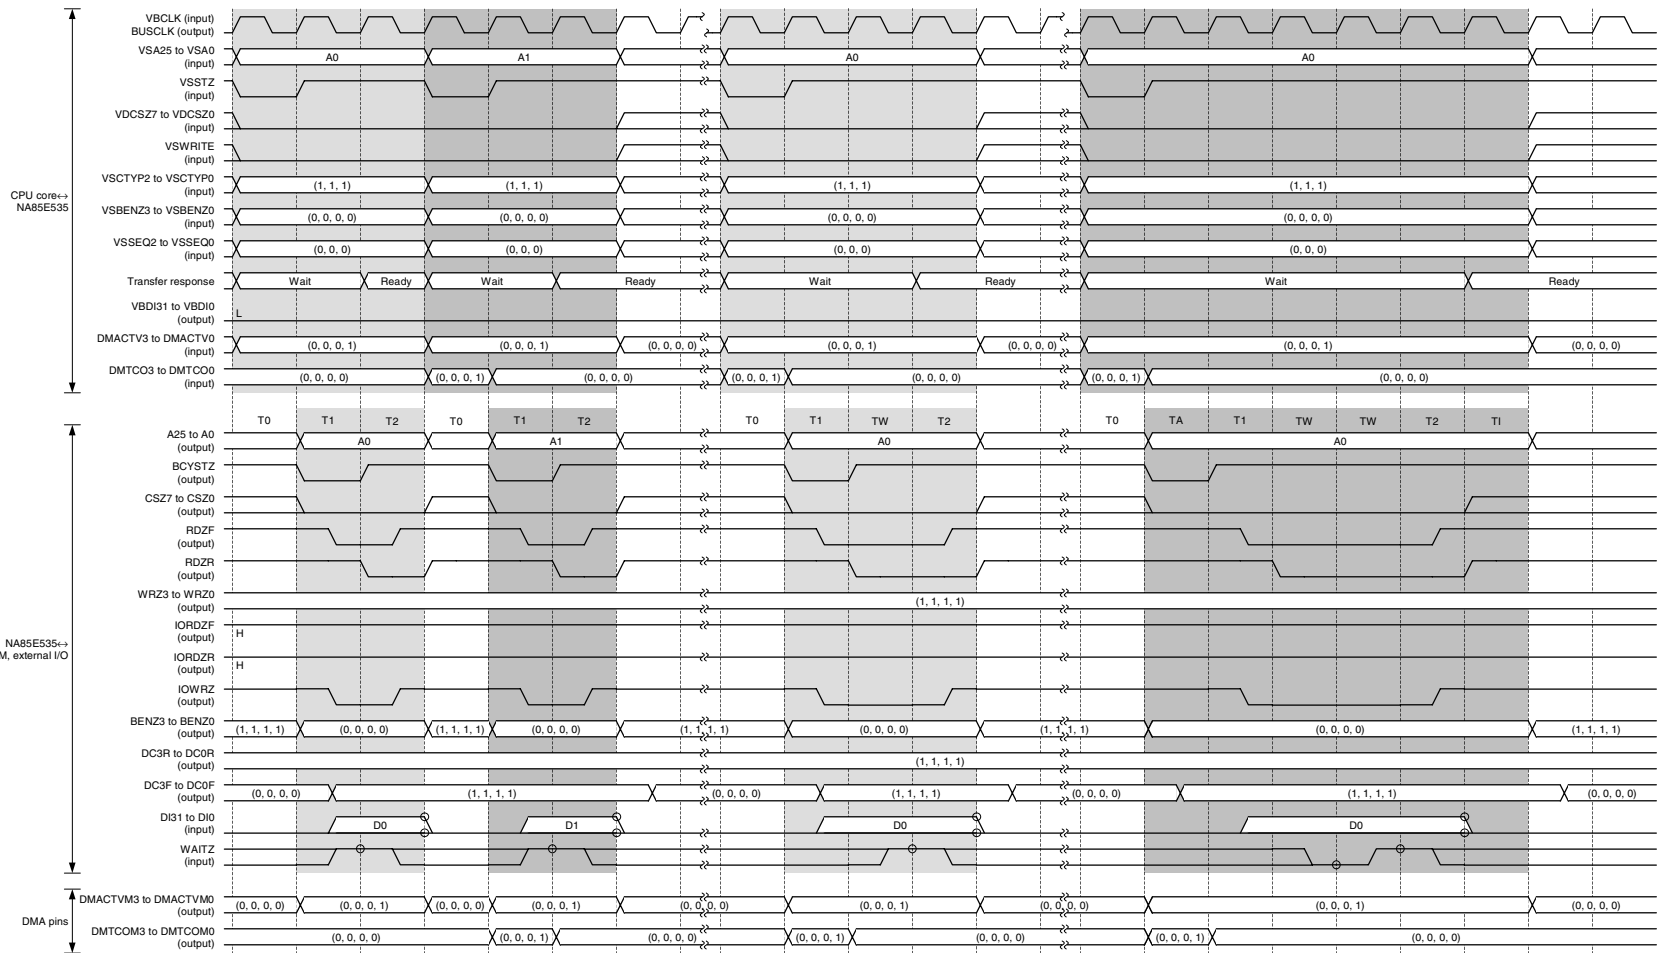 VBCLK (input)
BUSCLK (output)
VSA25 to VSA0
(input)
A0 A1 A0 A0
VSSTZ
(input)
VDCSZ7 to VDCSZ0
(input)
VSWRITE
(input)
VSCTYP2 to VSCTYP0
(input)
(1, 1, 1) (1, 1, 1) (1, 1, 1) (1, 1, 1)
CPU core↔
NA85E535
VSBENZ3 to VSBENZ0
(input)
(0, 0, 0, 0) (0, 0, 0, 0) (0, 0, 0, 0) (0, 0, 0, 0)
VSSEQ2 to VSSEQ0
(input)
(0, 0, 0) (0, 0, 0) (0, 0, 0) (0, 0, 0)
Transfer response Wait Ready Wait Ready Wait Ready Wait Ready
VBDI31 to VBDI0
(output)
L
DMACTV3 to DMACTV0
(input)
(0, 0, 0, 1) (0, 0, 0, 1) (0, 0, 0, 0) (0, 0, 0, 1) (0, 0, 0, 0) (0, 0, 0, 1) (0, 0, 0, 0)
DMTCO3 to DMTCO0
(input)
(0, 0, 0, 0) (0, 0, 0, 1) (0, 0, 0, 0) (0, 0, 0, 1) (0, 0, 0, 0) (0, 0, 0, 1) (0, 0, 0, 0)
T0 T1 T2 T0 T1 T2 T0 T1 TW T2 T0 TA T1 TW TW T2 TI
A25 to A0
(output)
A0 A1 A0 A0
BCYSTZ
(output)
CSZ7 to CSZ0
(output)
RDZF
(output)
RDZR
(output)
WRZ3 to WRZ0
(output)
(1, 1, 1, 1)
IORDZF
(output)
H
NA85E535↔
M, external I/O
IORDZR
(output)
H
IOWRZ
(output)
BENZ3 to BENZ0
(output)
(1, 1, 1, 1) (0, 0, 0, 0) (1, 1, 1, 1) (0, 0, 0, 0) (1, 1, 1, 1) (0, 0, 0, 0) (1, 1, 1, 1) (0, 0, 0, 0) (1, 1, 1, 1)
DC3R to DC0R
(output)
(1, 1, 1, 1)
DC3F to DC0F
(output)
(0, 0, 0, 0) (1, 1, 1, 1) (0, 0, 0, 0) (1, 1, 1, 1) (0, 0, 0, 0) (1, 1, 1, 1) (0, 0, 0, 0)
DI31 to DI0
(input)
D0 D1 D0 D0
WAITZ
(input)
DMACTVM3 to DMACTVM0
(output)
(0, 0, 0, 0) (0, 0, 0, 1) (0, 0, 0, 0) (0, 0, 0, 1) (0, 0, 0, 0) (0, 0, 0, 1) (0, 0, 0, 0) (0, 0, 0, 1) (0, 0, 0, 0)
DMA pins
DMTCOM3 to DMTCOM0
(output)
(0, 0, 0, 0) (0, 0, 0, 1) (0, 0, 0, 0) (0, 0, 0, 1) (0, 0, 0, 0) (0, 0, 0, 1) (0, 0, 0, 0)